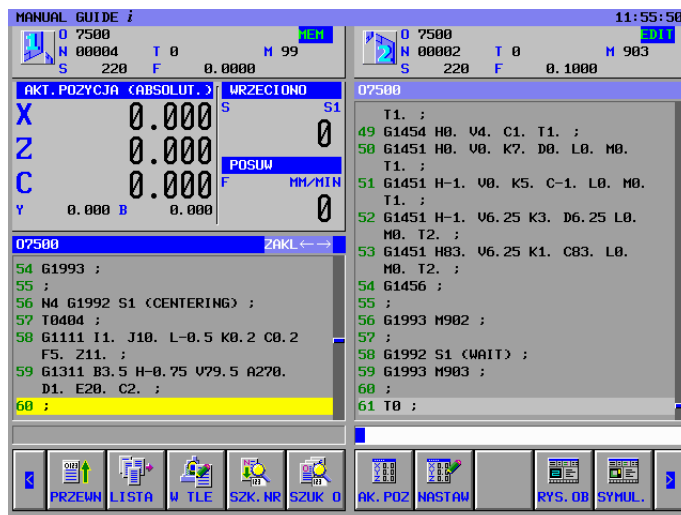 MANUAL GUIDE i 11:55:50
O 7500 MEM
N 00004 T 0 M 99
S 220 F 0.0000
O 7500 EDIT
N 00002 T 0 M 903
S 220 F 0.1000
AKT.POZYCJA (ABSOLUT.)
X 0.000
Z 0.000
C 0.000
Y 0.000 B 0.000
WRZECIONO
S S1
0
POSUW
F MM/MIN
0
O7500 ZAKL←→
54 G1993 ;
55 ;
56 N4 G1992 S1 (CENTERING) ;
57 T0404 ;
58 G1111 I1. J10. L-0.5 K0.2 C0.2
F5. Z11. ;
59 G1311 B3.5 H-0.75 V79.5 A270.
D1. E20. C2. ;
60 ;
O7500
T1. ;
49 G1454 H0. V4. C1. T1. ;
50 G1451 H0. V0. K7. D0. L0. M0.
T1. ;
51 G1451 H-1. V0. K5. C-1. L0. M0.
T1. ;
52 G1451 H-1. V6.25 K3. D6.25 L0.
M0. T2. ;
53 G1451 H83. V6.25 K1. C83. L0.
M0. T2. ;
54 G1456 ;
55 ;
56 G1993 M902 ;
57 ;
58 G1992 S1 (WAIT) ;
59 G1993 M903 ;
60 ;
61 T0 ;
< PRZEWN LISTA W TLE SZK.NR SZUK O AK.POZ NASTAW RYS.OB SYMUL. >